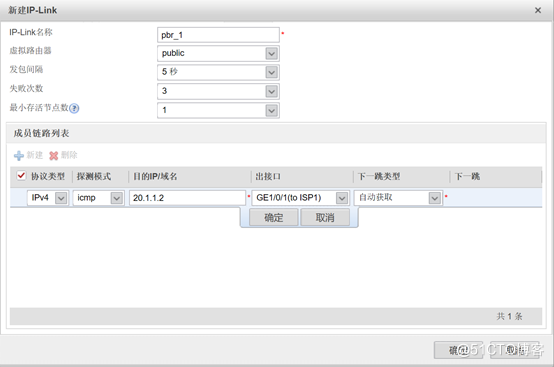 新建IP-Link
IP-Link名称 pbr_1 *
虚拟路由器 public
发包间隔 5 秒
失败次数 3
最小存活节点数 ? 1
成员链路列表
新建 删除
协议类型 探测模式 目的IP/域名 出接口 下一跳类型 下一跳
IPv4 icmp 20.1.1.2 * GE1/0/1(to ISP1) 自动获取 *
确定 取消
共 1 条
@51CTO博客